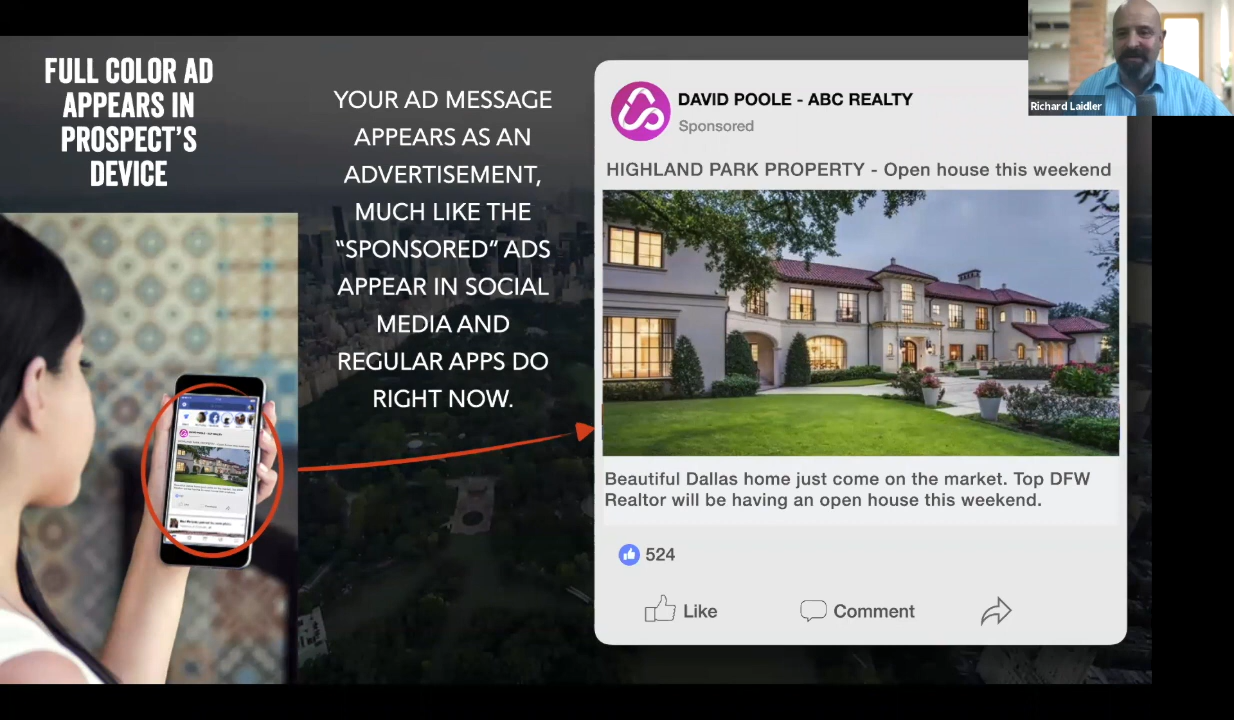 FULL COLOR AD
APPEARS IN
PROSPECT'S
DEVICE
YOUR AD MESSAGE
APPEARS AS AN
ADVERTISEMENT,
MUCH LIKE THE
“SPONSORED” ADS
APPEAR IN SOCIAL
MEDIA AND
REGULAR APPS DO
RIGHT NOW.
DAVID POOLE - ABC REALTY
Sponsored
HIGHLAND PARK PROPERTY - Open house this weekend
Beautiful Dallas home just come on the market. Top DFW
Realtor will be having an open house this weekend.
524
Like
Comment
Richard Laidler